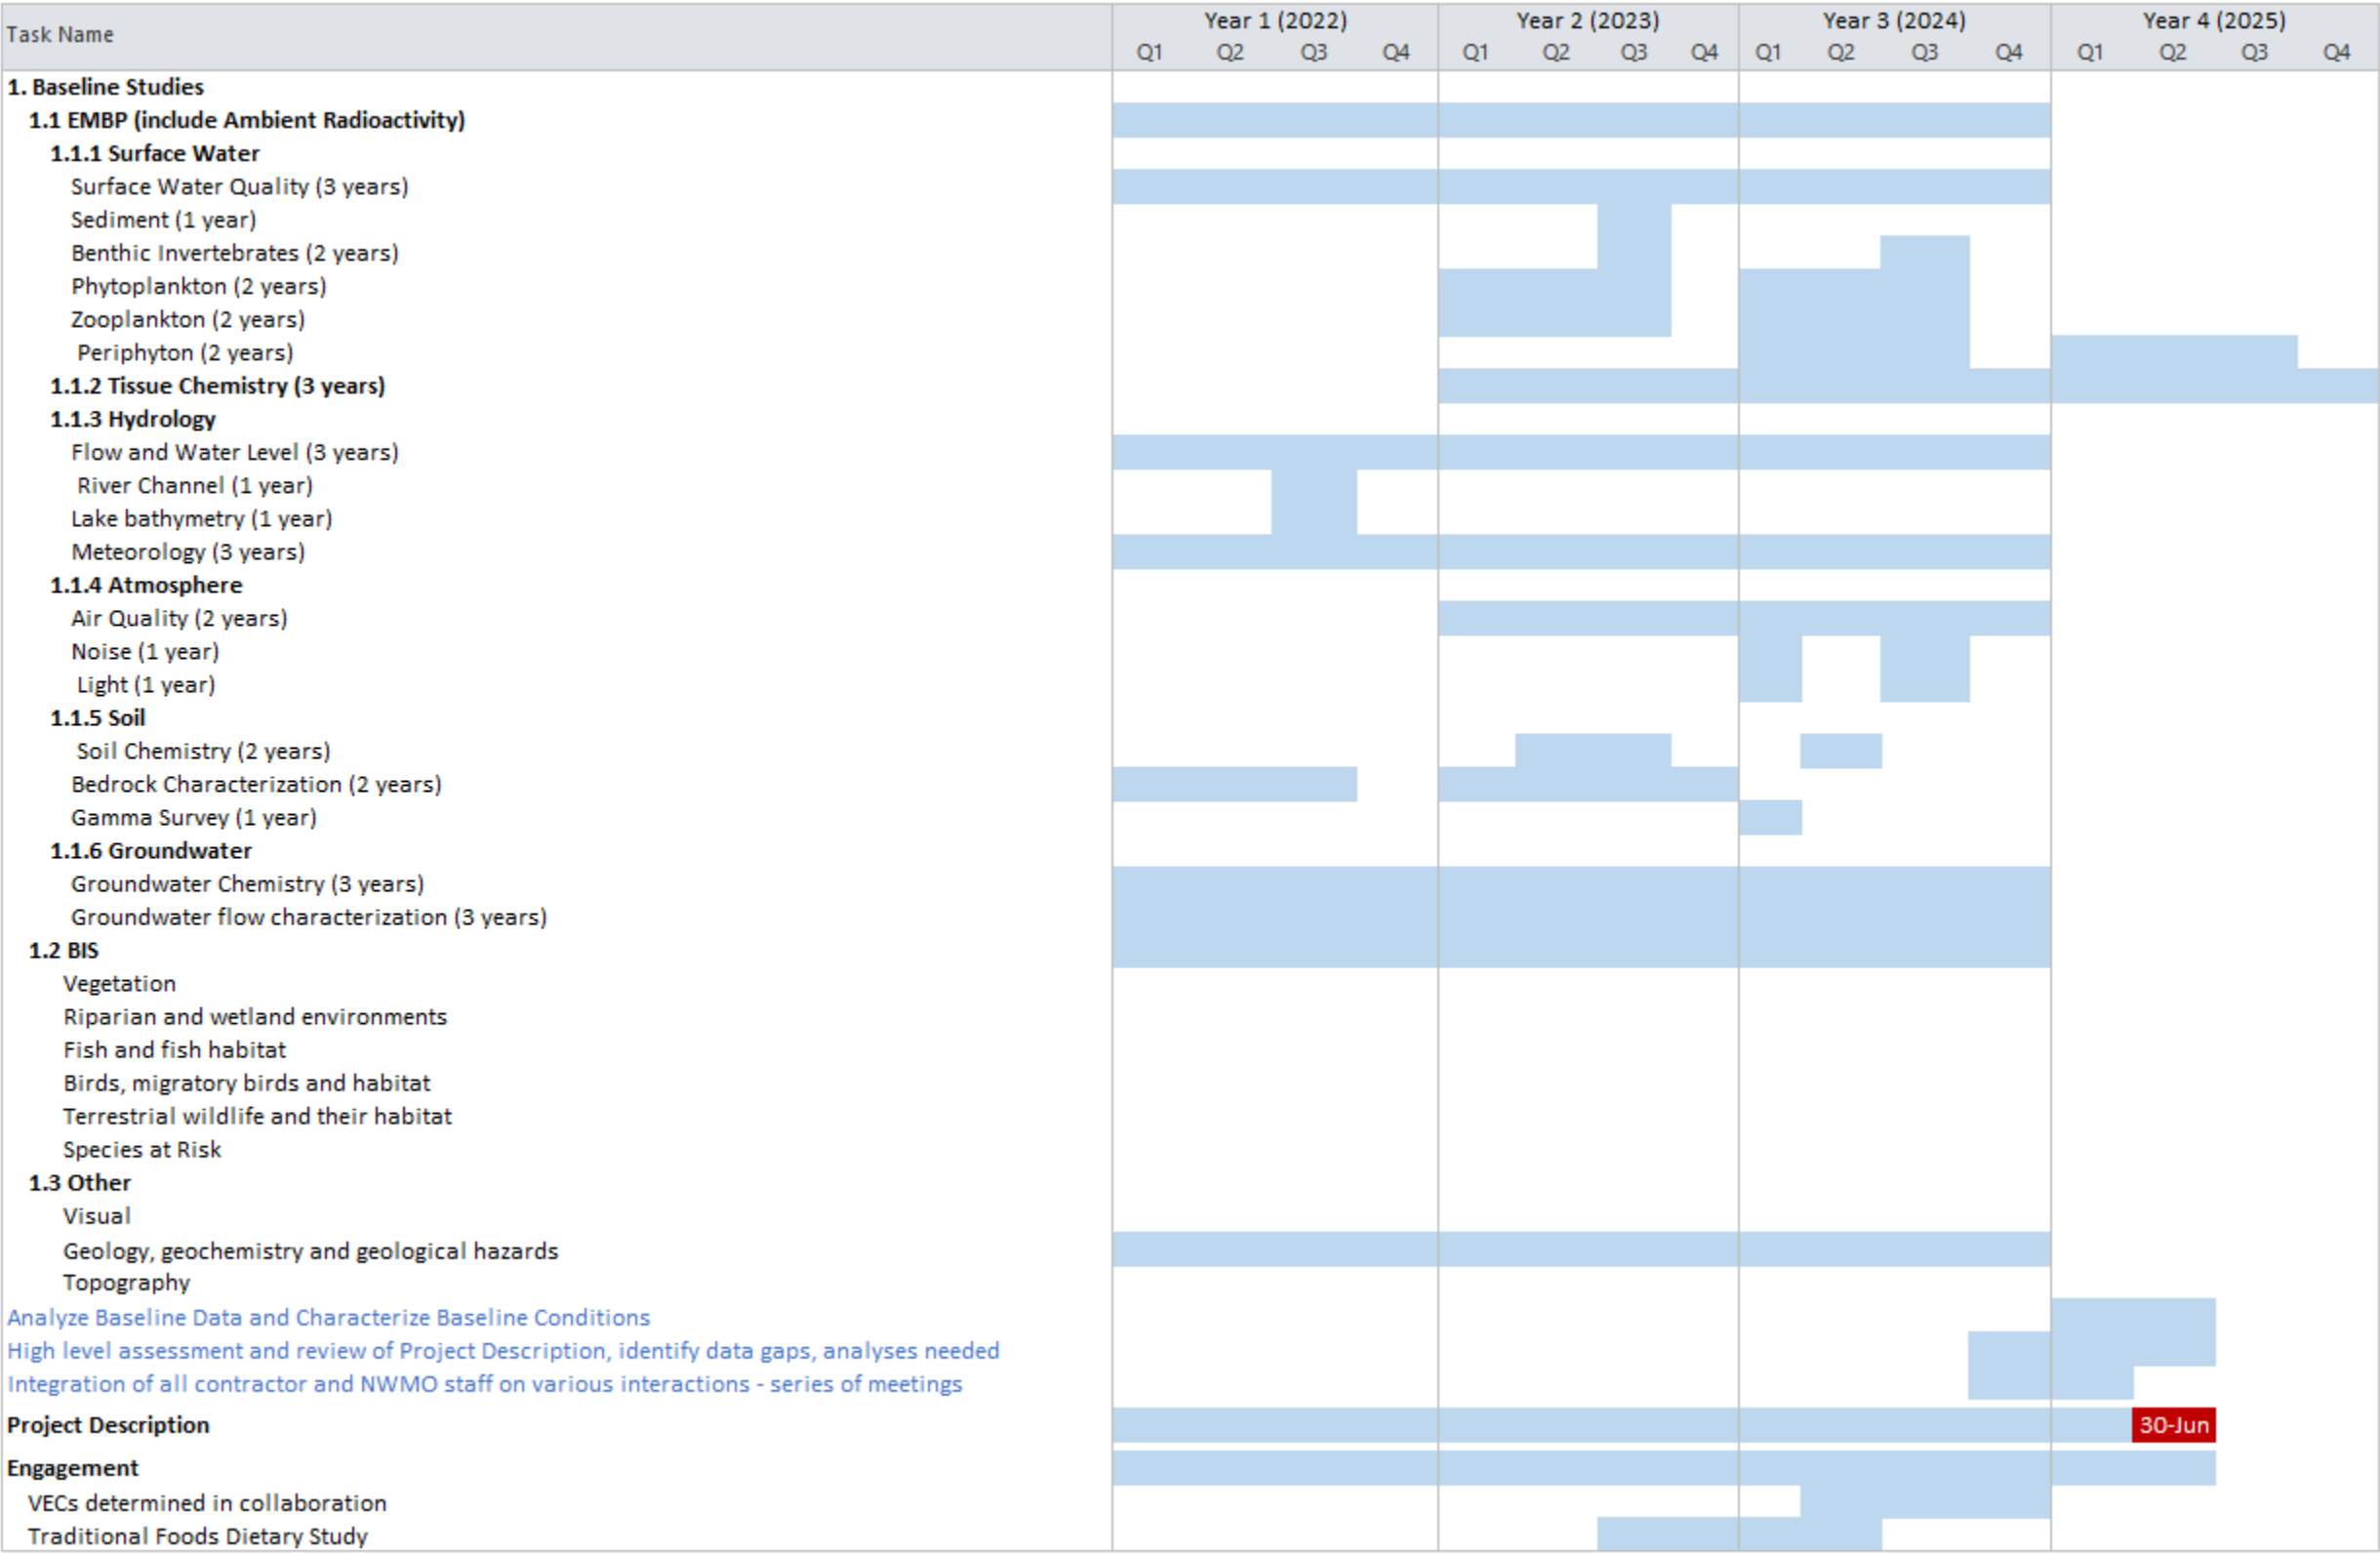 Task Name
Year 1 (2022) Year 2 (2023) Year 3 (2024) Year 4 (2025)
Q1 Q2 Q3 Q4 Q1 Q2 Q3 Q4 Q1 Q2 Q3 Q4 Q1 Q2 Q3 Q4
1. Baseline Studies
1.1 EMBP (include Ambient Radioactivity)
1.1.1 Surface Water
Surface Water Quality (3 years)
Sediment (1 year)
Benthic Invertebrates (2 years)
Phytoplankton (2 years)
Zooplankton (2 years)
Periphyton (2 years)
1.1.2 Tissue Chemistry (3 years)
1.1.3 Hydrology
Flow and Water Level (3 years)
River Channel (1 year)
Lake bathymetry (1 year)
Meteorology (3 years)
1.1.4 Atmosphere
Air Quality (2 years)
Noise (1 year)
Light (1 year)
1.1.5 Soil
Soil Chemistry (2 years)
Bedrock Characterization (2 years)
Gamma Survey (1 year)
1.1.6 Groundwater
Groundwater Chemistry (3 years)
Groundwater flow characterization (3 years)
1.2 BIS
Vegetation
Riparian and wetland environments
Fish and fish habitat
Birds, migratory birds and habitat
Terrestrial wildlife and their habitat
Species at Risk
1.3 Other
Visual
Geology, geochemistry and geological hazards
Topography
Analyze Baseline Data and Characterize Baseline Conditions
High level assessment and review of Project Description, identify data gaps, analyses needed
Integration of all contractor and NWMO staff on various interactions - series of meetings
Project Description 30-Jun
Engagement
VECs determined in collaboration
Traditional Foods Dietary Study